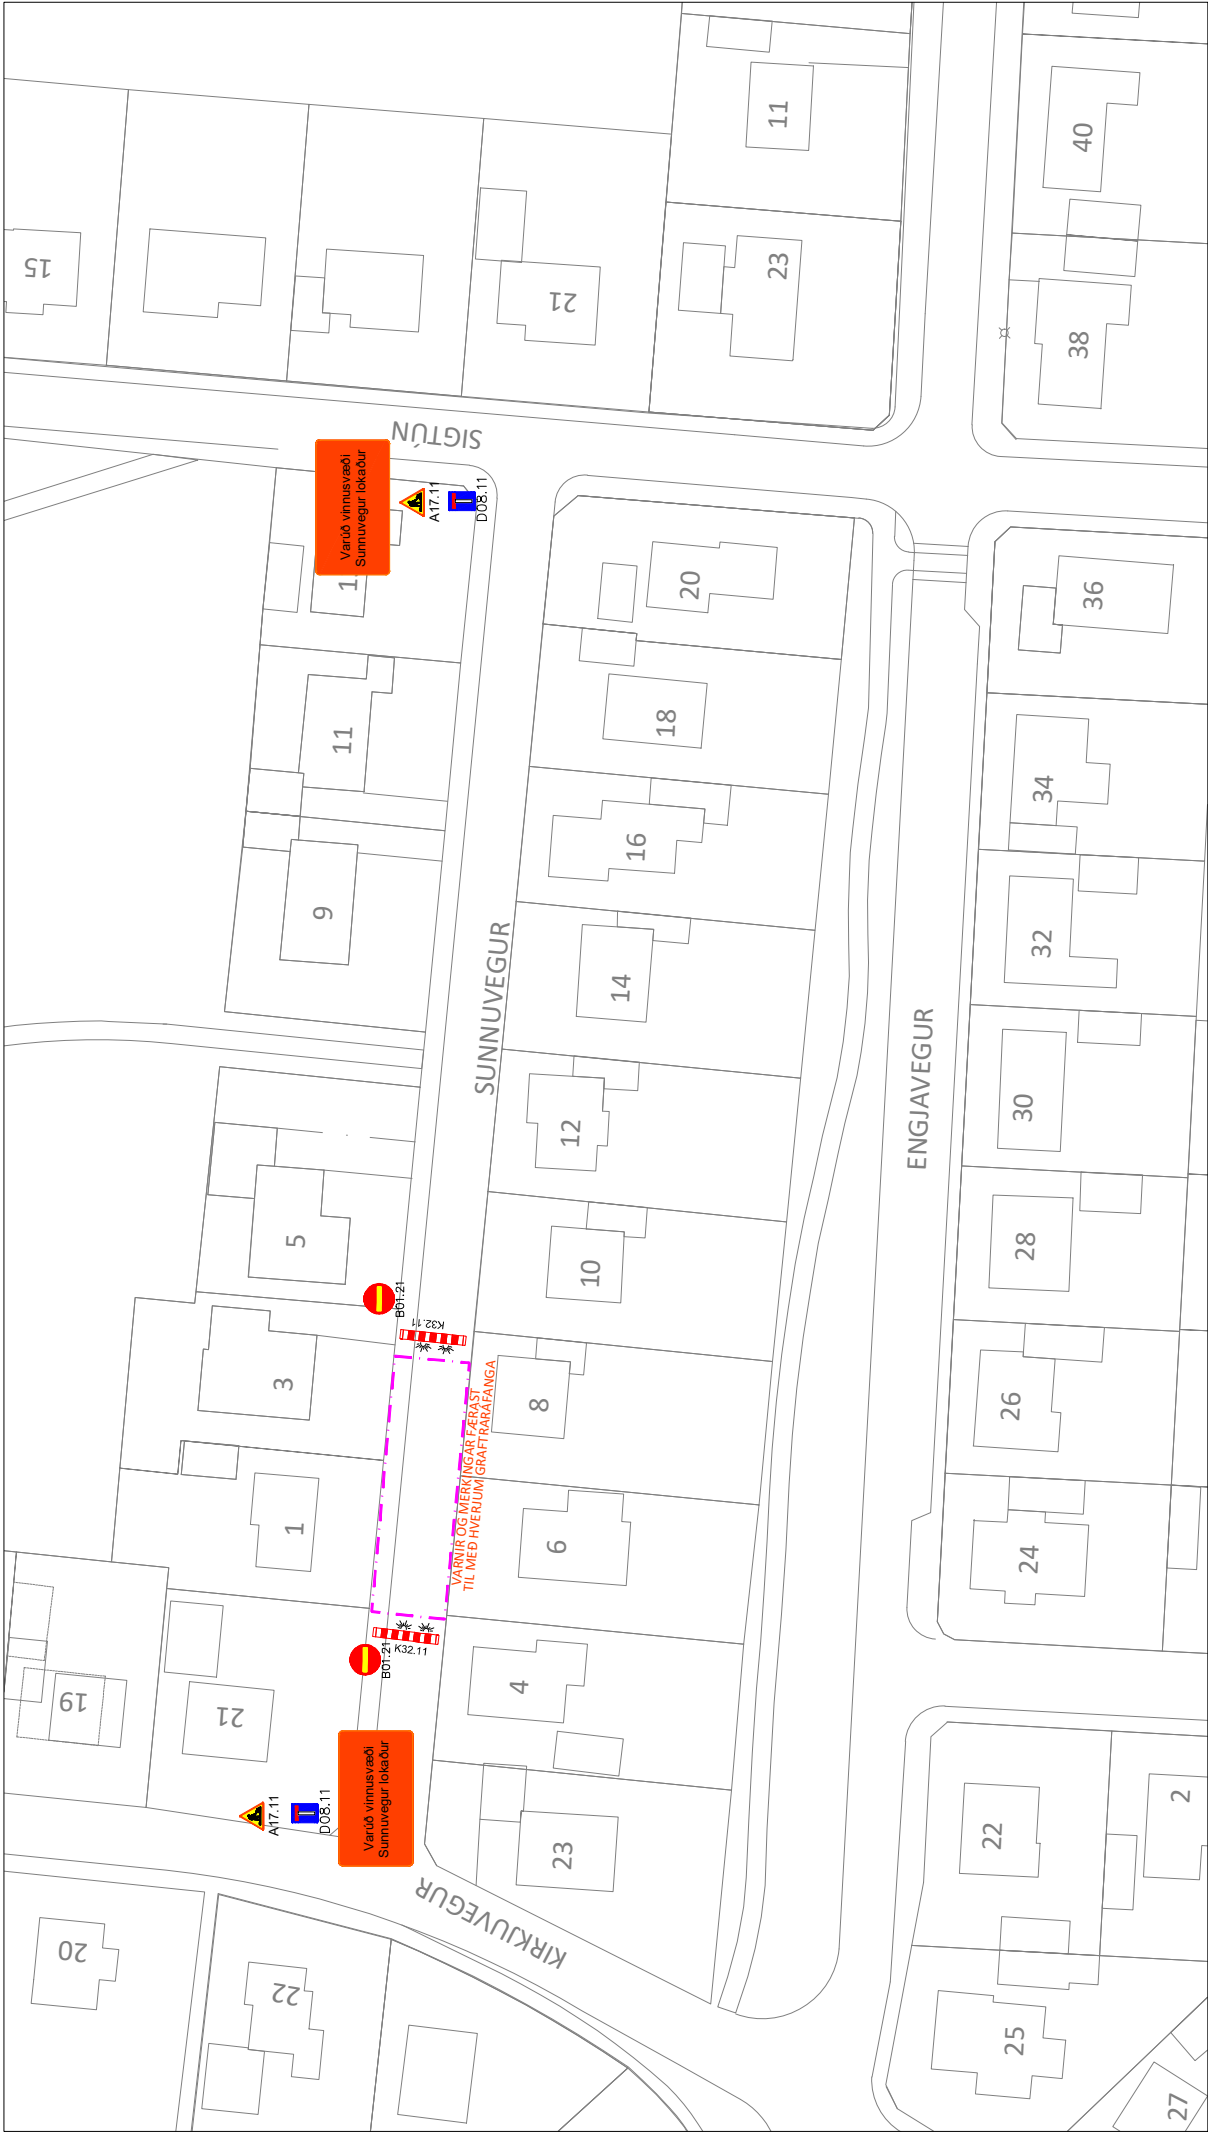 15
11
40
21
23
38
SIGTÚN
Varúð vinnusvæði
Sunnuvegur lokaður
A17.11
D08.11
1
20
36
11
18
34
16
9
32
14
SUNNUVEGUR
ENGJAVEGUR
12
30
5
10
28
B01.21
K32.11
3
8
26
VARNIR OG MERKINGAR FÆRAST
TIL MEÐ HVERJUM GRAFTRARÁFANGA
1
6
24
K32.11
B01.21
19
21
4
Varúð vinnusvæði
Sunnuvegur lokaður
A17.11
D08.11
2
22
23
KIRKJUVEGUR
20
22
25
27